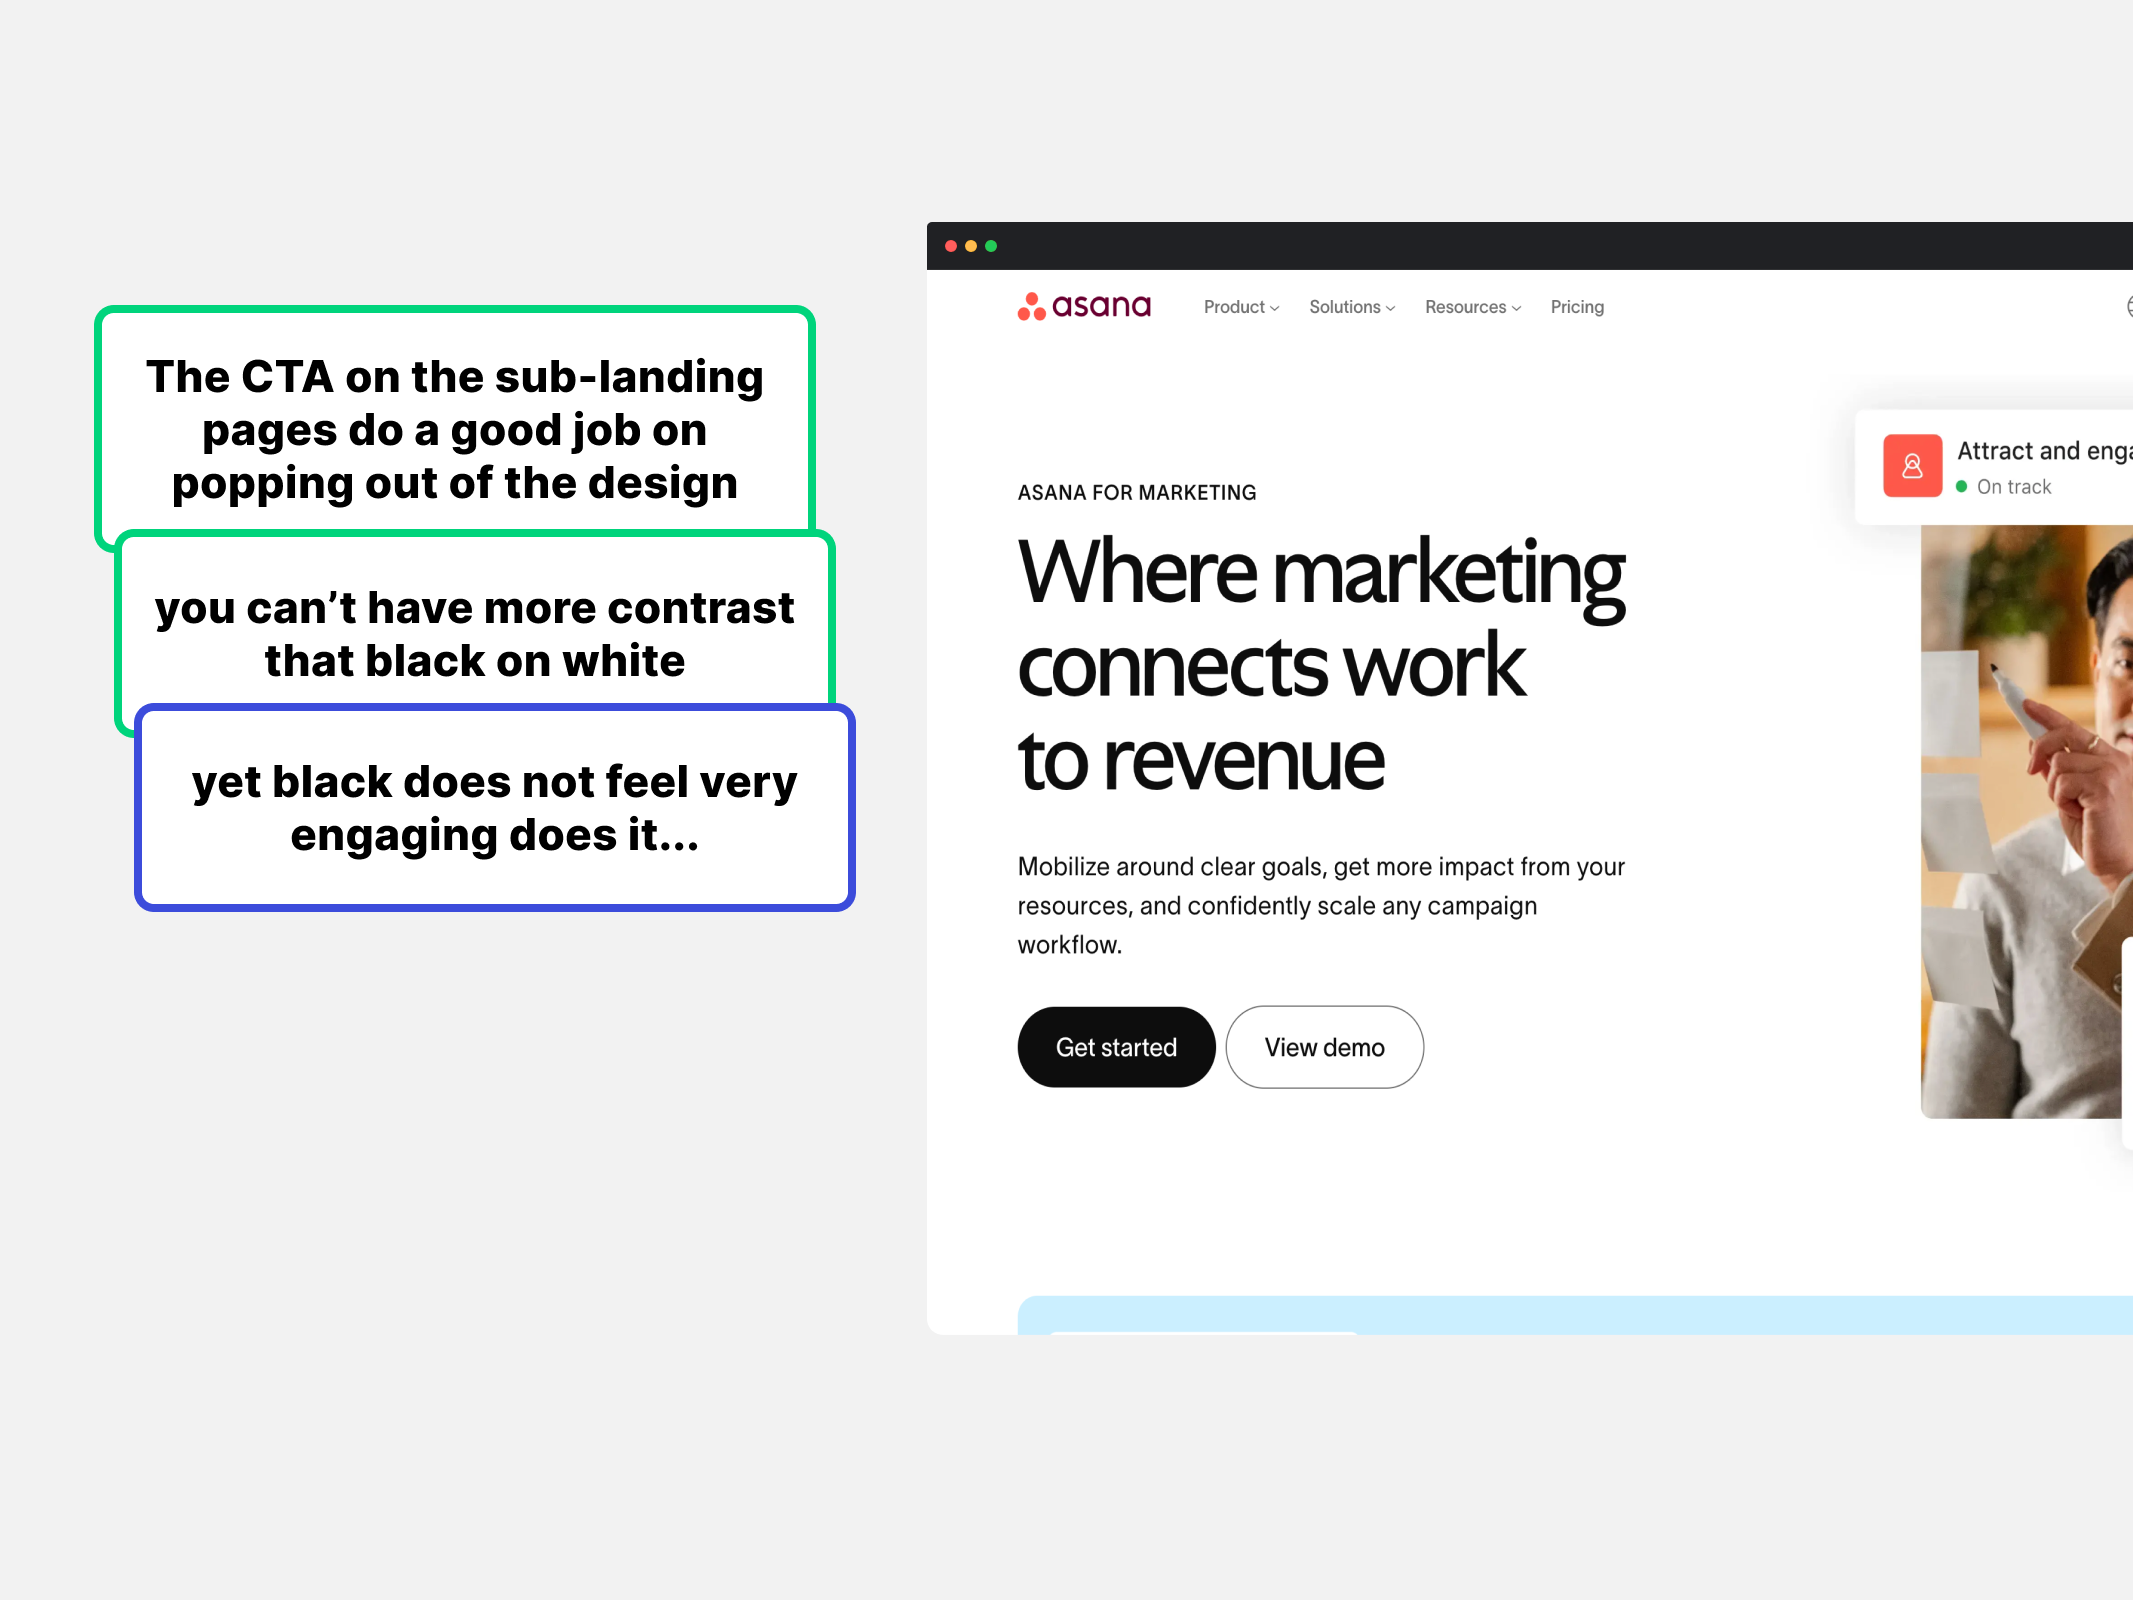 The CTA on the sub-landing
pages do a good job on
popping out of the design
you can’t have more contrast
that black on white
yet black does not feel very
engaging does it...
asana
Product
Solutions
Resources
Pricing
Attract and enga
On track
ASANA FOR MARKETING
Where marketing
connects work
to revenue
Mobilize around clear goals, get more impact from your
resources, and confidently scale any campaign
workflow.
Get started
View demo